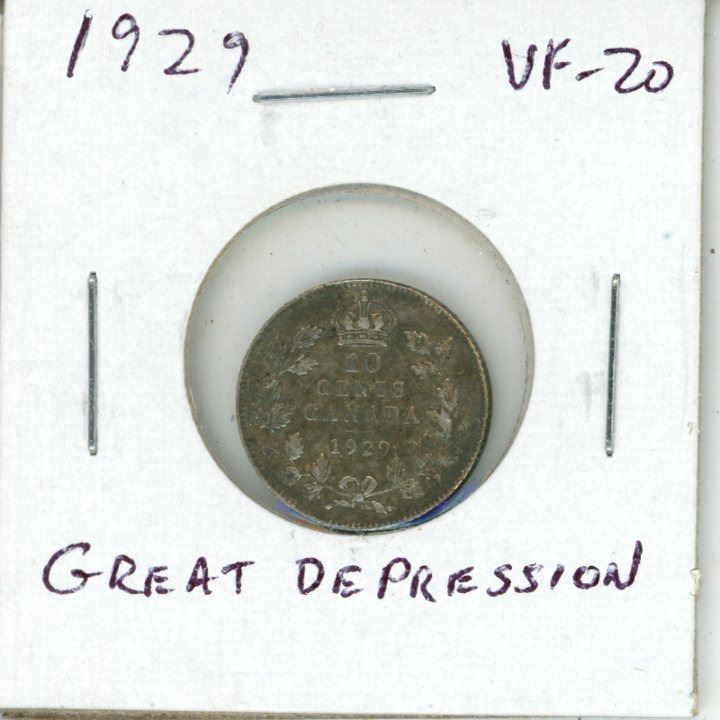 1929 VF-20
10
CENTS
CANADA
1929
GREAT DEPRESSION